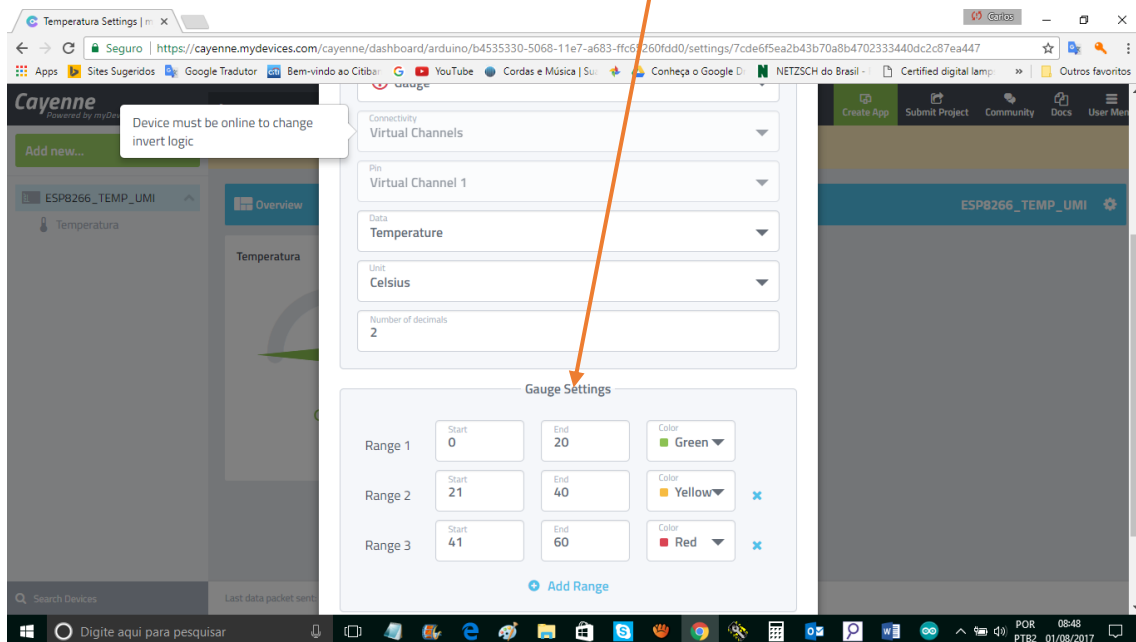 Temperatura Settings | m
Carlos
Seguro | https://cayenne.mydevices.com/cayenne/dashboard/arduino/b4535330-5068-11e7-a683-ffc65260fdd0/settings/7cde6f5ea2b43b70a8b4702333440dc2c87ea447
Apps Sites Sugeridos Google Tradutor Bem-vindo ao Citiban YouTube Cordas e Música | Su Conheça o Google D NETZSCH do Brasil - Certified digital lamp » Outros favoritos
Cayenne
Powered by myDev
Gauge
Create App Submit Project Community Docs User Men
Device must be online to change
invert logic
Connectivity
Virtual Channels
Add new...
Pin
Virtual Channel 1
ESP8266_TEMP_UMI
Overview
ESP8266_TEMP_UMI
Temperatura
Data
Temperature
Temperatura
Unit
Celsius
Number of decimals
2
Gauge Settings
Range 1
Start
0
End
20
Color
Green
Range 2
Start
21
End
40
Color
Yellow
Range 3
Start
41
End
60
Color
Red
Add Range
Search Devices
Last data packet sent:
Digite aqui para pesquisar
POR
PTB2
08:48
01/08/2017